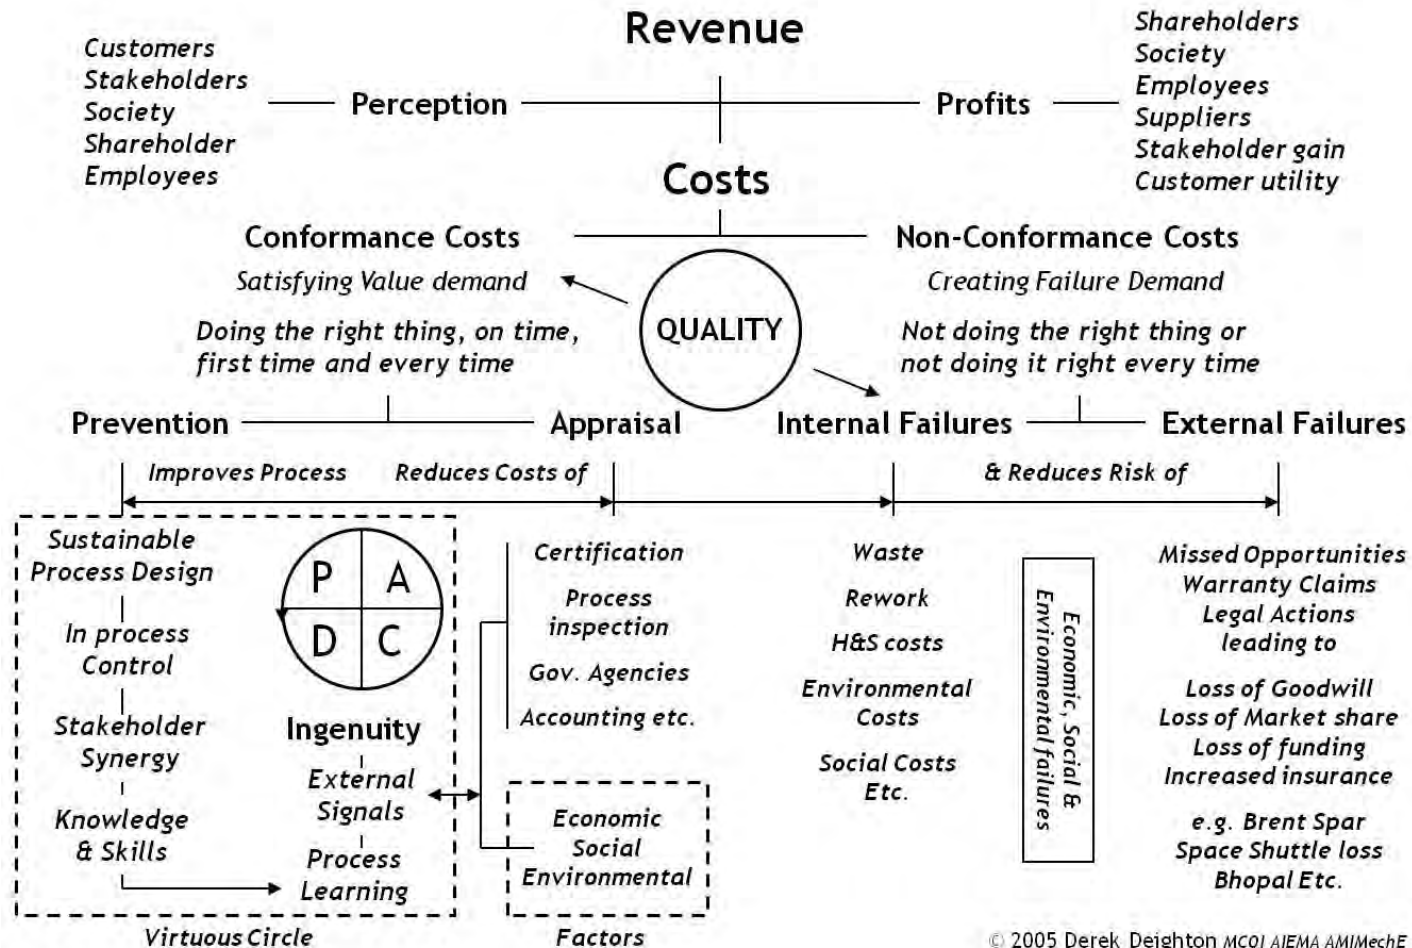 Revenue
Customers
Stakeholders
Society
Shareholder
Employees
Perception
Profits
Shareholders
Society
Employees
Suppliers
Stakeholder gain
Customer utility
Costs
Conformance Costs
Satisfying Value demand
Doing the right thing, on time,
first time and every time
QUALITY
Non-Conformance Costs
Creating Failure Demand
Not doing the right thing or
not doing it right every time
Prevention
Appraisal
Internal Failures
External Failures
Improves Process
Reduces Costs of
& Reduces Risk of
Sustainable
Process Design
In process
Control
Stakeholder
Synergy
Knowledge
& Skills
P A
D C
Ingenuity
External
Signals
Process
Learning
Virtuous Circle
Certification
Process
inspection
Gov. Agencies
Accounting etc.
Economic
Social
Environmental
Factors
Waste
Rework
H&S costs
Environmental
Costs
Social Costs
Etc.
Economic, Social &
Environmental failures
Missed Opportunities
Warranty Claims
Legal Actions
leading to
Loss of Goodwill
Loss of Market share
Loss of funding
Increased insurance
e.g. Brent Spar
Space Shuttle loss
Bhopal Etc.
© 2005 Derek Deighton MCQI AIEMA AMIMechE